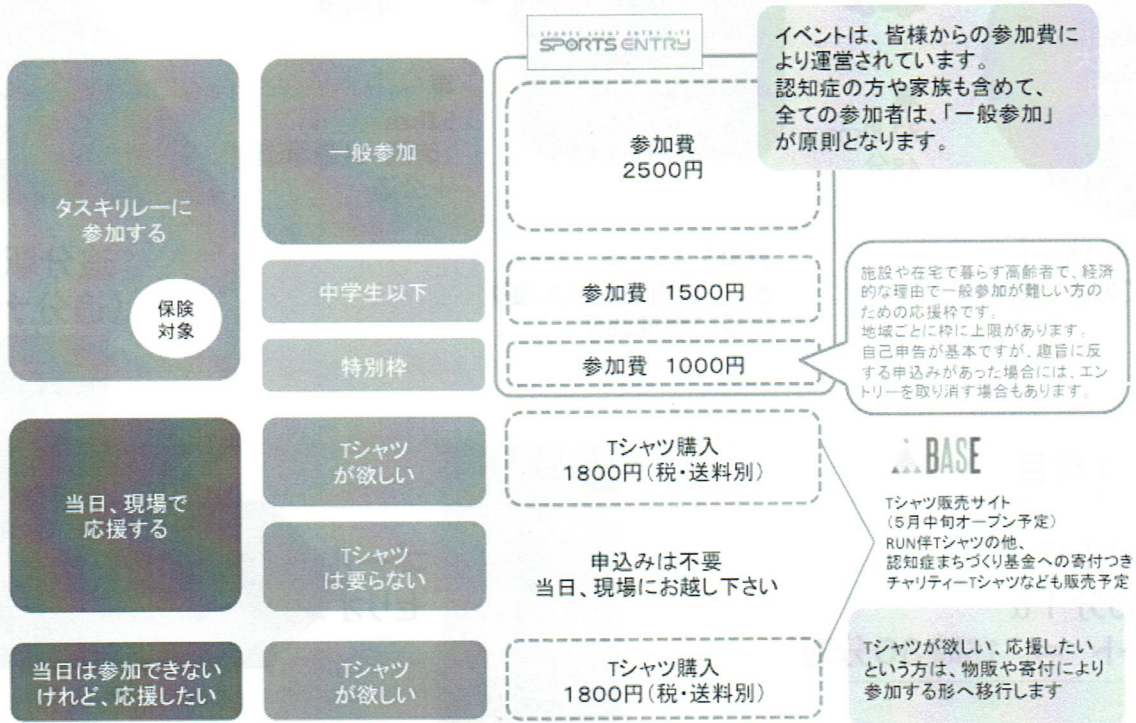 SPORTS EVENT ENTRY SITE
SPORTS ENTRY
イベントは、皆様からの参加費に
より運営されています。
認知症の方や家族も含めて、
全ての参加者は、「一般参加」
が原則となります。
タスキリレーに
参加する
保険
対象
一般参加
参加費
2500円
中学生以下
参加費 1500円
特別枠
参加費 1000円
施設や在宅で暮らす高齢者で、経済
的な理由で一般参加が難しい方の
ための応援枠です。
地域ごとに枠に上限があります。
自己申告が基本ですが、趣旨に反
する申込みがあった場合には、エン
トリーを取り消す場合もあります。
当日、現場で
応援する
Tシャツ
が欲しい
Tシャツ購入
1800円(税・送料別)
Tシャツ
は要らない
申込みは不要
当日、現場にお越し下さい
BASE
Tシャツ販売サイト
(5月中旬オープン予定)
RUN伴Tシャツの他、
認知症まちづくり基金への寄付つき
チャリティーTシャツなども販売予定
当日は参加できない
けれど、応援したい
Tシャツ
が欲しい
Tシャツ購入
1800円(税・送料別)
Tシャツが欲しい、応援したい
という方は、物販や寄付により
参加する形へ移行します